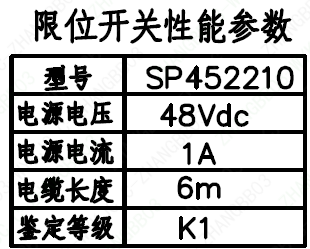 限位开关性能参数
型号 SP452210
电源电压 48Vdc
电源电流 1A
电缆长度 6m
鉴定等级 K1